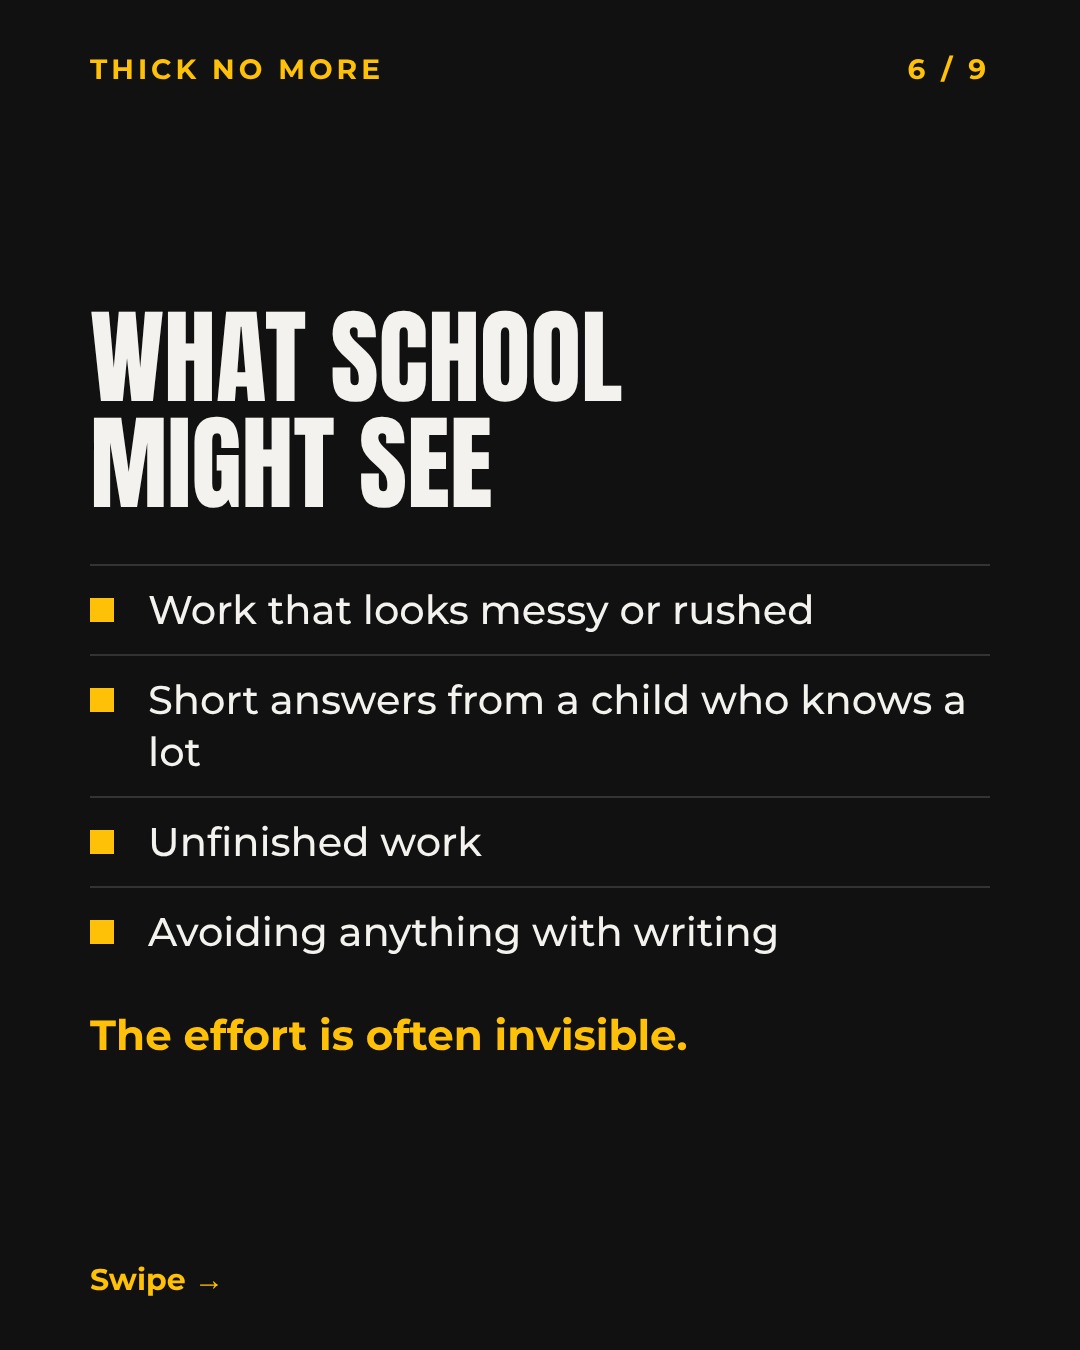 THICK NO MORE
6 / 9
WHAT SCHOOL
MIGHT SEE
Work that looks messy or rushed
Short answers from a child who knows a
lot
Unfinished work
Avoiding anything with writing
The effort is often invisible.
Swipe →